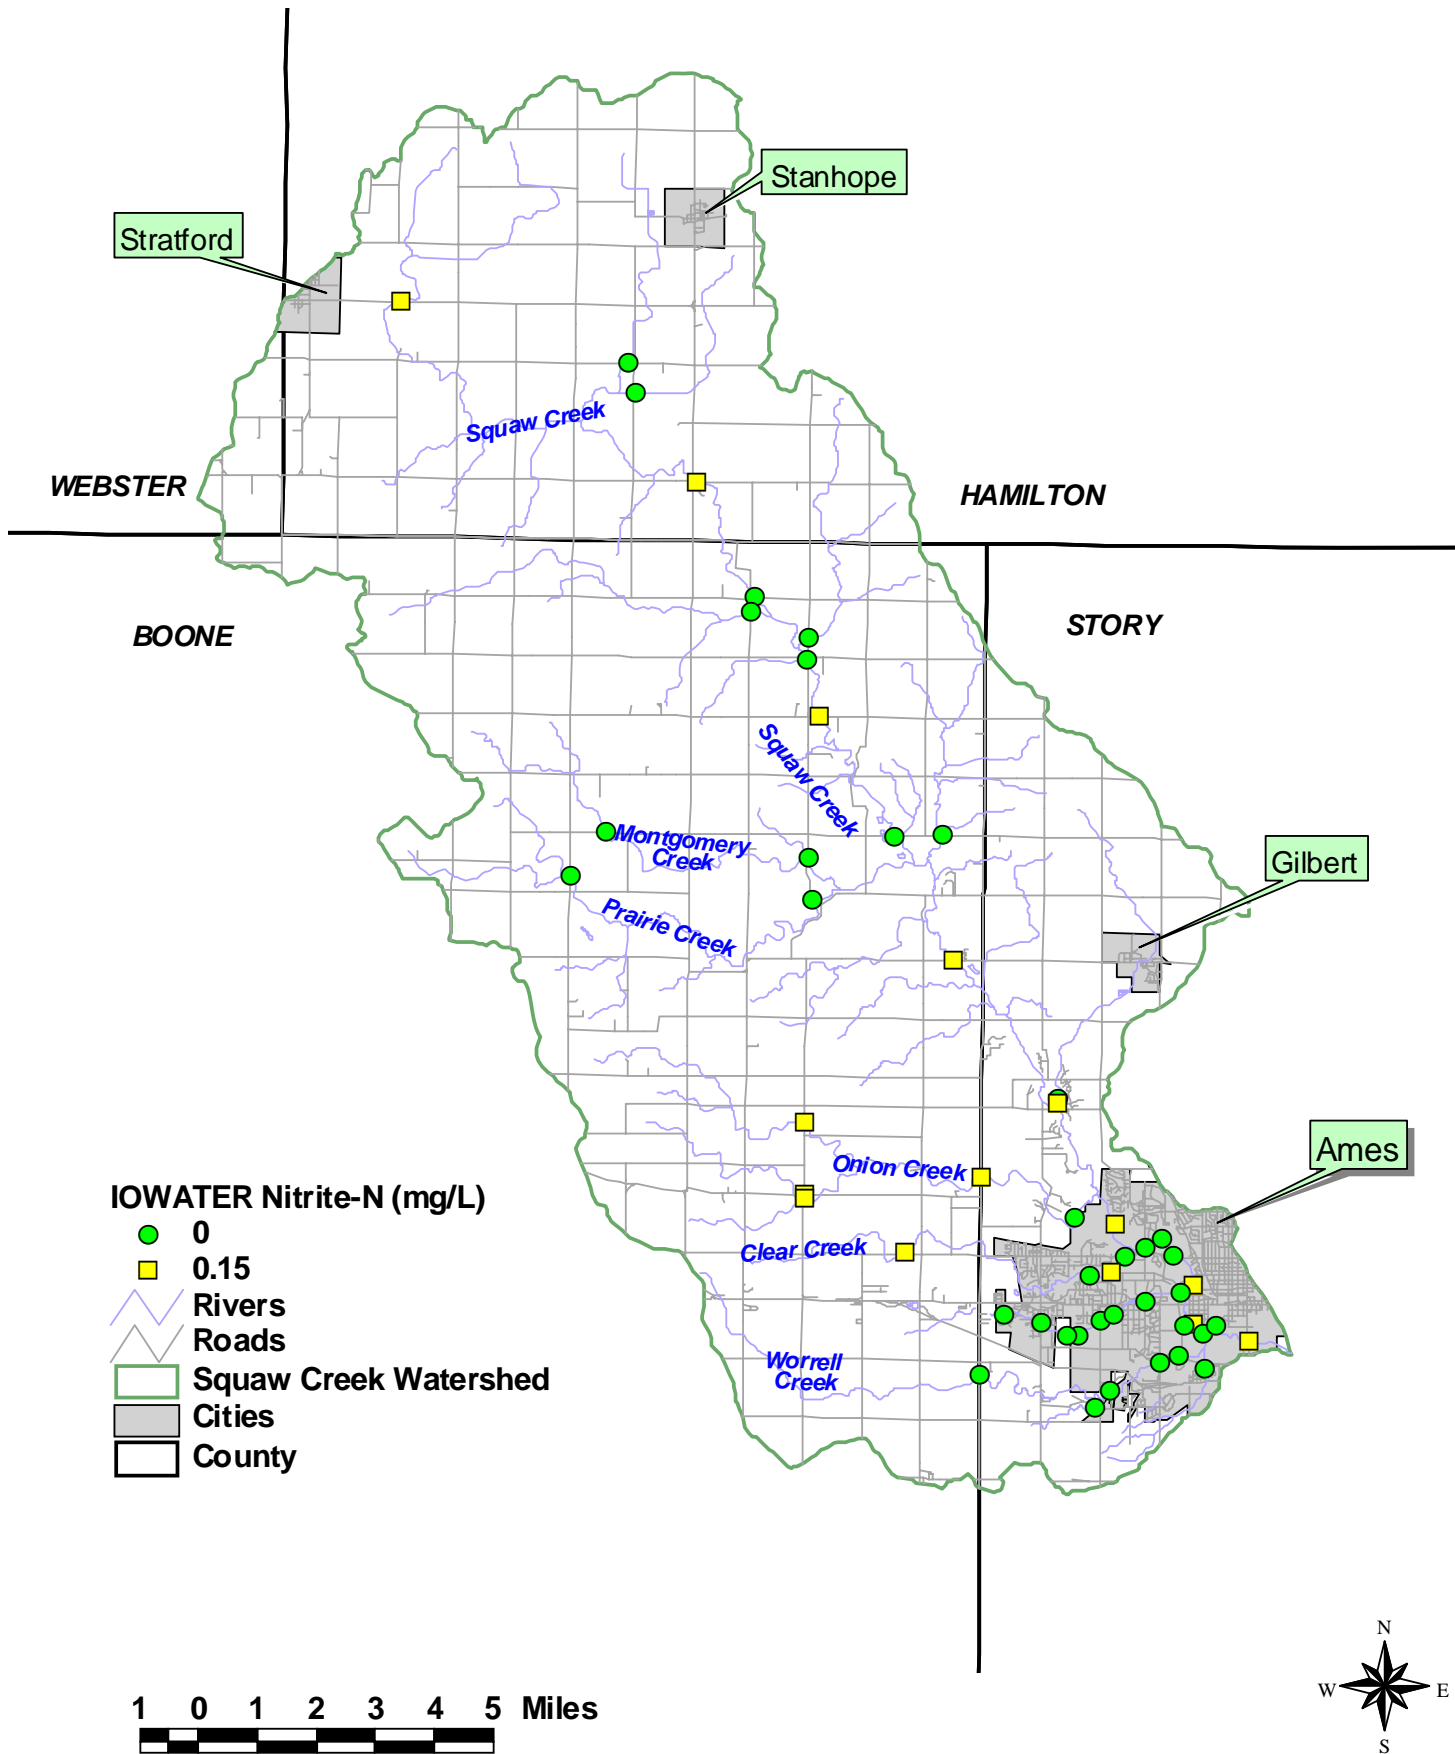 Stanhope
Stratford
Squaw Creek
WEBSTER
HAMILTON
BOONE
STORY
Squaw Creek
Montgomery
Creek
Gilbert
Prairie Creek
Ames
Onion Creek
IOWATER Nitrite-N (mg/L)
0
0.15
Rivers
Roads
Squaw Creek Watershed
Cities
County
Clear Creek
Worrell
Creek
N
W E
S
1 0 1 2 3 4 5 Miles